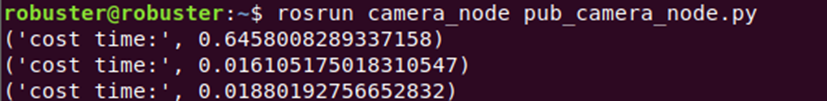 robuster@robuster:~$ rosrun camera_node pub_camera_node.py
('cost time:', 0.6458008289337158)
('cost time:', 0.016105175018310547)
('cost time:', 0.01880192756652832)